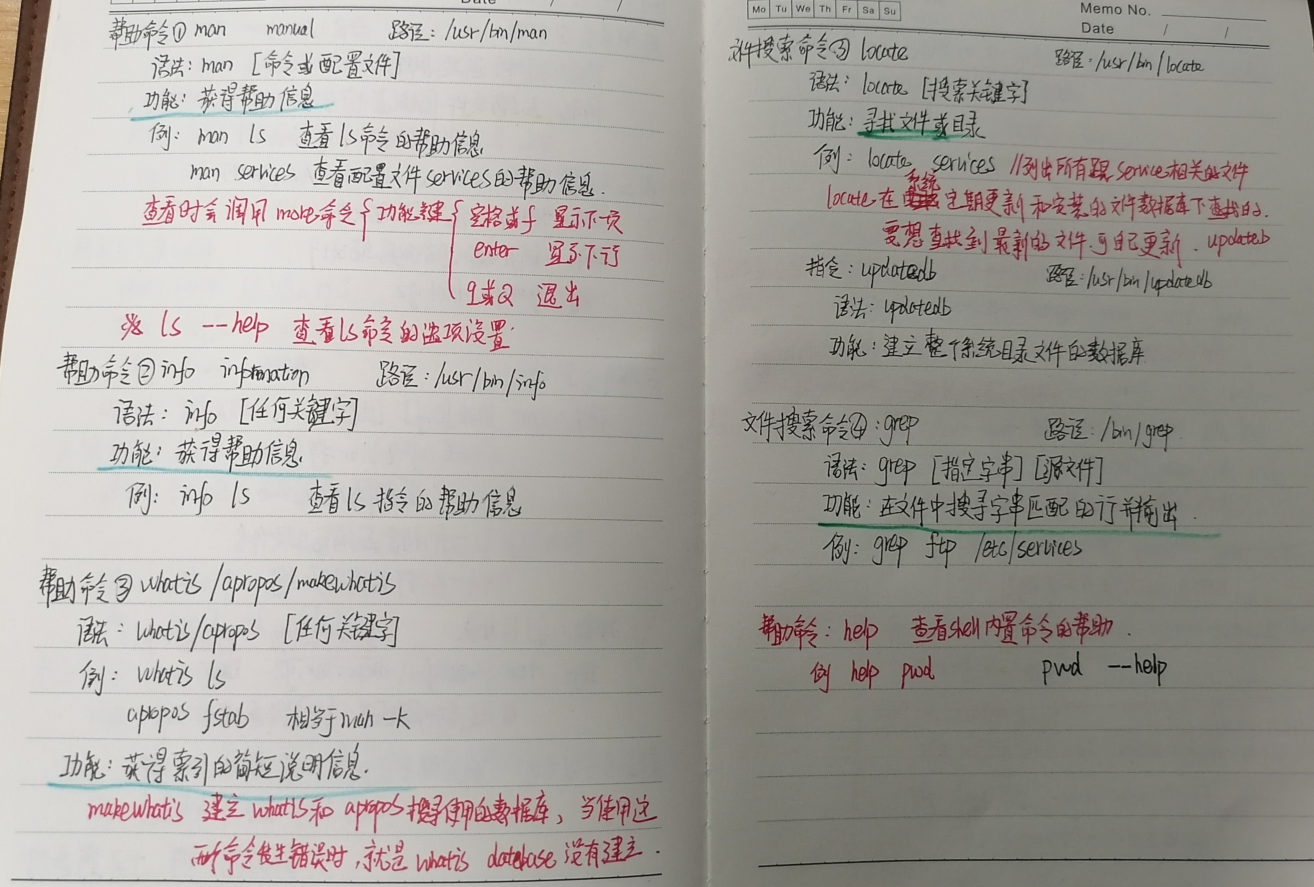 Date / /
帮助命令① man manual 路径：/usr/bin/man
语法：man [命令或配置文件]
功能：获得帮助信息
例：man ls 查看ls命令的帮助信息
man services 查看配置文件services的帮助信息.
查看时会调用more命令 { 功能键 { 空格或f 显示下一页
enter 显示下行
q或Q 退出
※ ls --help 查看ls命令的选项设置.
帮助命令② info information 路径：/usr/bin/info
语法：info [任何关键字]
功能：获得帮助信息.
例：info ls 查看ls指令的帮助信息
帮助命令③ whatis/apropos/makewhatis
语法：whatis/apropos [任何关键字]
例：whatis ls
apropos fstab 相当于man -k
功能：获得索引的简短说明信息.
makewhatis 建立whatis和apropos搜寻使用的数据库，当使用这
两个命令发生错误时，就是whatis database没有建立.
Mo Tu We Th Fr Sa Su
Memo No.
Date / /
文件搜索命令③ locate 路径：/usr/bin/locate
语法：locate [搜索关键字]
功能：寻找文件或目录
例：locate services //列出所有跟service相关的文件
locate在系统定期更新和安装的文件数据库下查找的.
要想查找到最新的文件.可自己更新. updateb
指令：updatedb 路径：/usr/bin/updatedb
语法：updatedb
功能：建立整个系统目录文件的数据库
文件搜索命令④：grep 路径：/bin/grep
语法：grep [指定字串] [源文件]
功能：在文件中搜寻字串匹配的行并输出.
例：grep ftp /etc/services
帮助命令：help 查看shell内置命令的帮助.
例 help pwd pwd --help